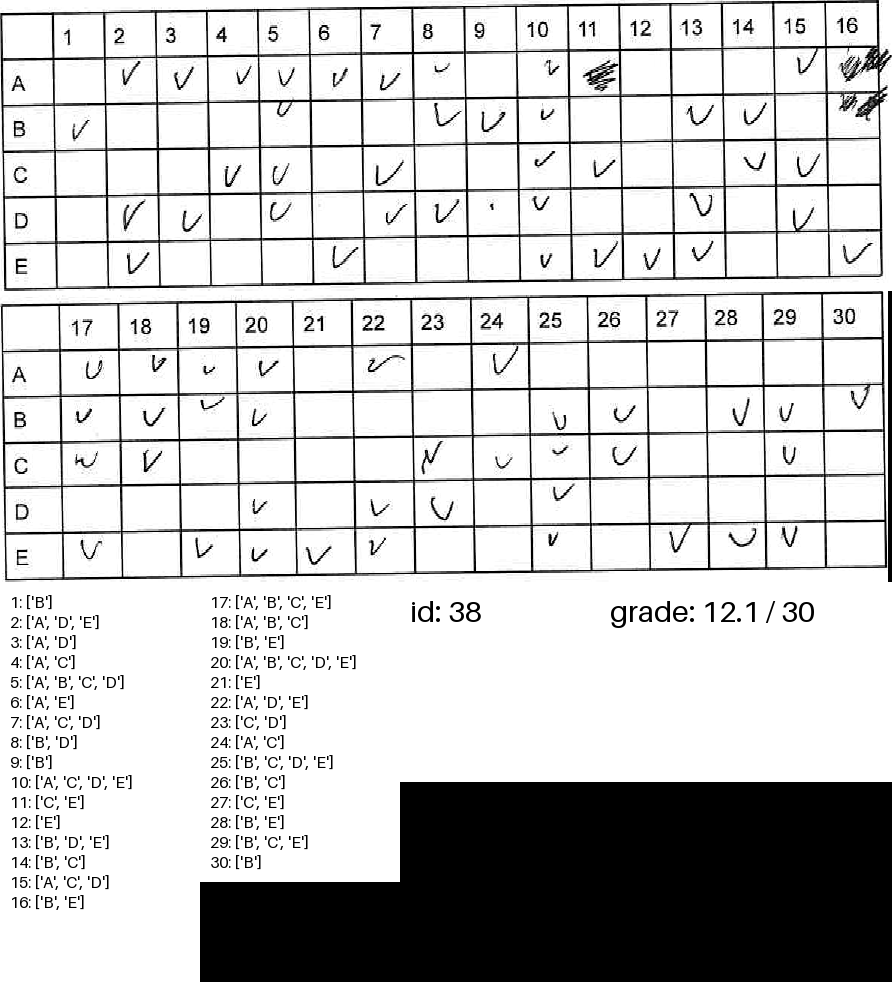 1 2 3 4 5 6 7 8 9 10 11 12 13 14 15 16
A
B
C
D
E
17 18 19 20 21 22 23 24 25 26 27 28 29 30
A
B
C
D
E
1: ['B']
2: ['A', 'D', 'E']
3: ['A', 'D']
4: ['A', 'C']
5: ['A', 'B', 'C', 'D']
6: ['A', 'E']
7: ['A', 'C', 'D']
8: ['B', 'D']
9: ['B']
10: ['A', 'C', 'D', 'E']
11: ['C', 'E']
12: ['E']
13: ['B', 'D', 'E']
14: ['B', 'C']
15: ['A', 'C', 'D']
16: ['B', 'E']
17: ['A', 'B', 'C', 'E']
18: ['A', 'B', 'C']
19: ['B', 'E']
20: ['A', 'B', 'C', 'D', 'E']
21: ['E']
22: ['A', 'D', 'E']
23: ['C', 'D']
24: ['A', 'C']
25: ['B', 'C', 'D', 'E']
26: ['B', 'C']
27: ['C', 'E']
28: ['B', 'E']
29: ['B', 'C', 'E']
30: ['B']
id: 38
grade: 12.1 / 30